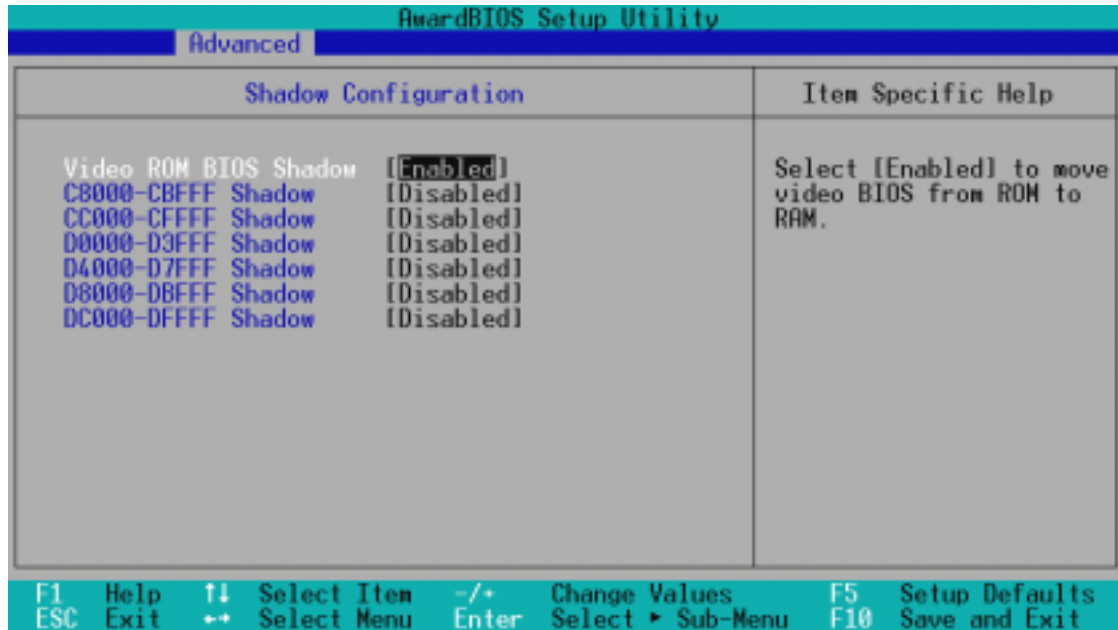 AwardBIOS Setup Utility
Advanced
Shadow Configuration
Item Specific Help
Video ROM BIOS Shadow [Enabled]
C8000-CBFFF Shadow [Disabled]
CC000-CFFFF Shadow [Disabled]
D0000-D3FFF Shadow [Disabled]
D4000-D7FFF Shadow [Disabled]
D8000-DBFFF Shadow [Disabled]
DC000-DFFFF Shadow [Disabled]
Select [Enabled] to move
video BIOS from ROM to
RAM.
F1 Help ↑↓ Select Item -/+ Change Values F5 Setup Defaults
ESC Exit ←→ Select Menu Enter Select ► Sub-Menu F10 Save and Exit